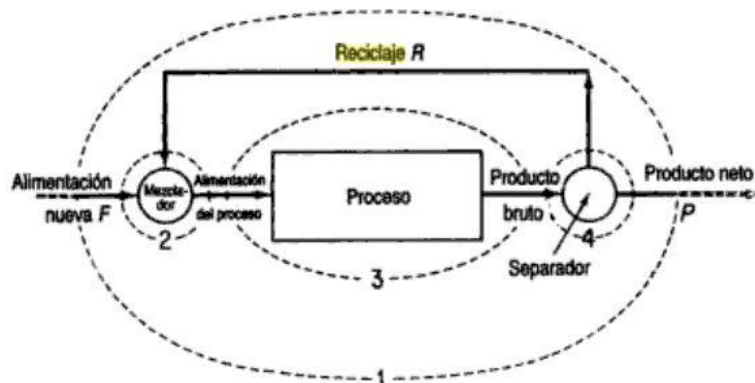 Reciclaje R
Alimentación
nueva F
Mezcla-
dor
2
Alimentación
del proceso
Proceso
3
Producto
bruto
4
Separador
Producto neto
P
1